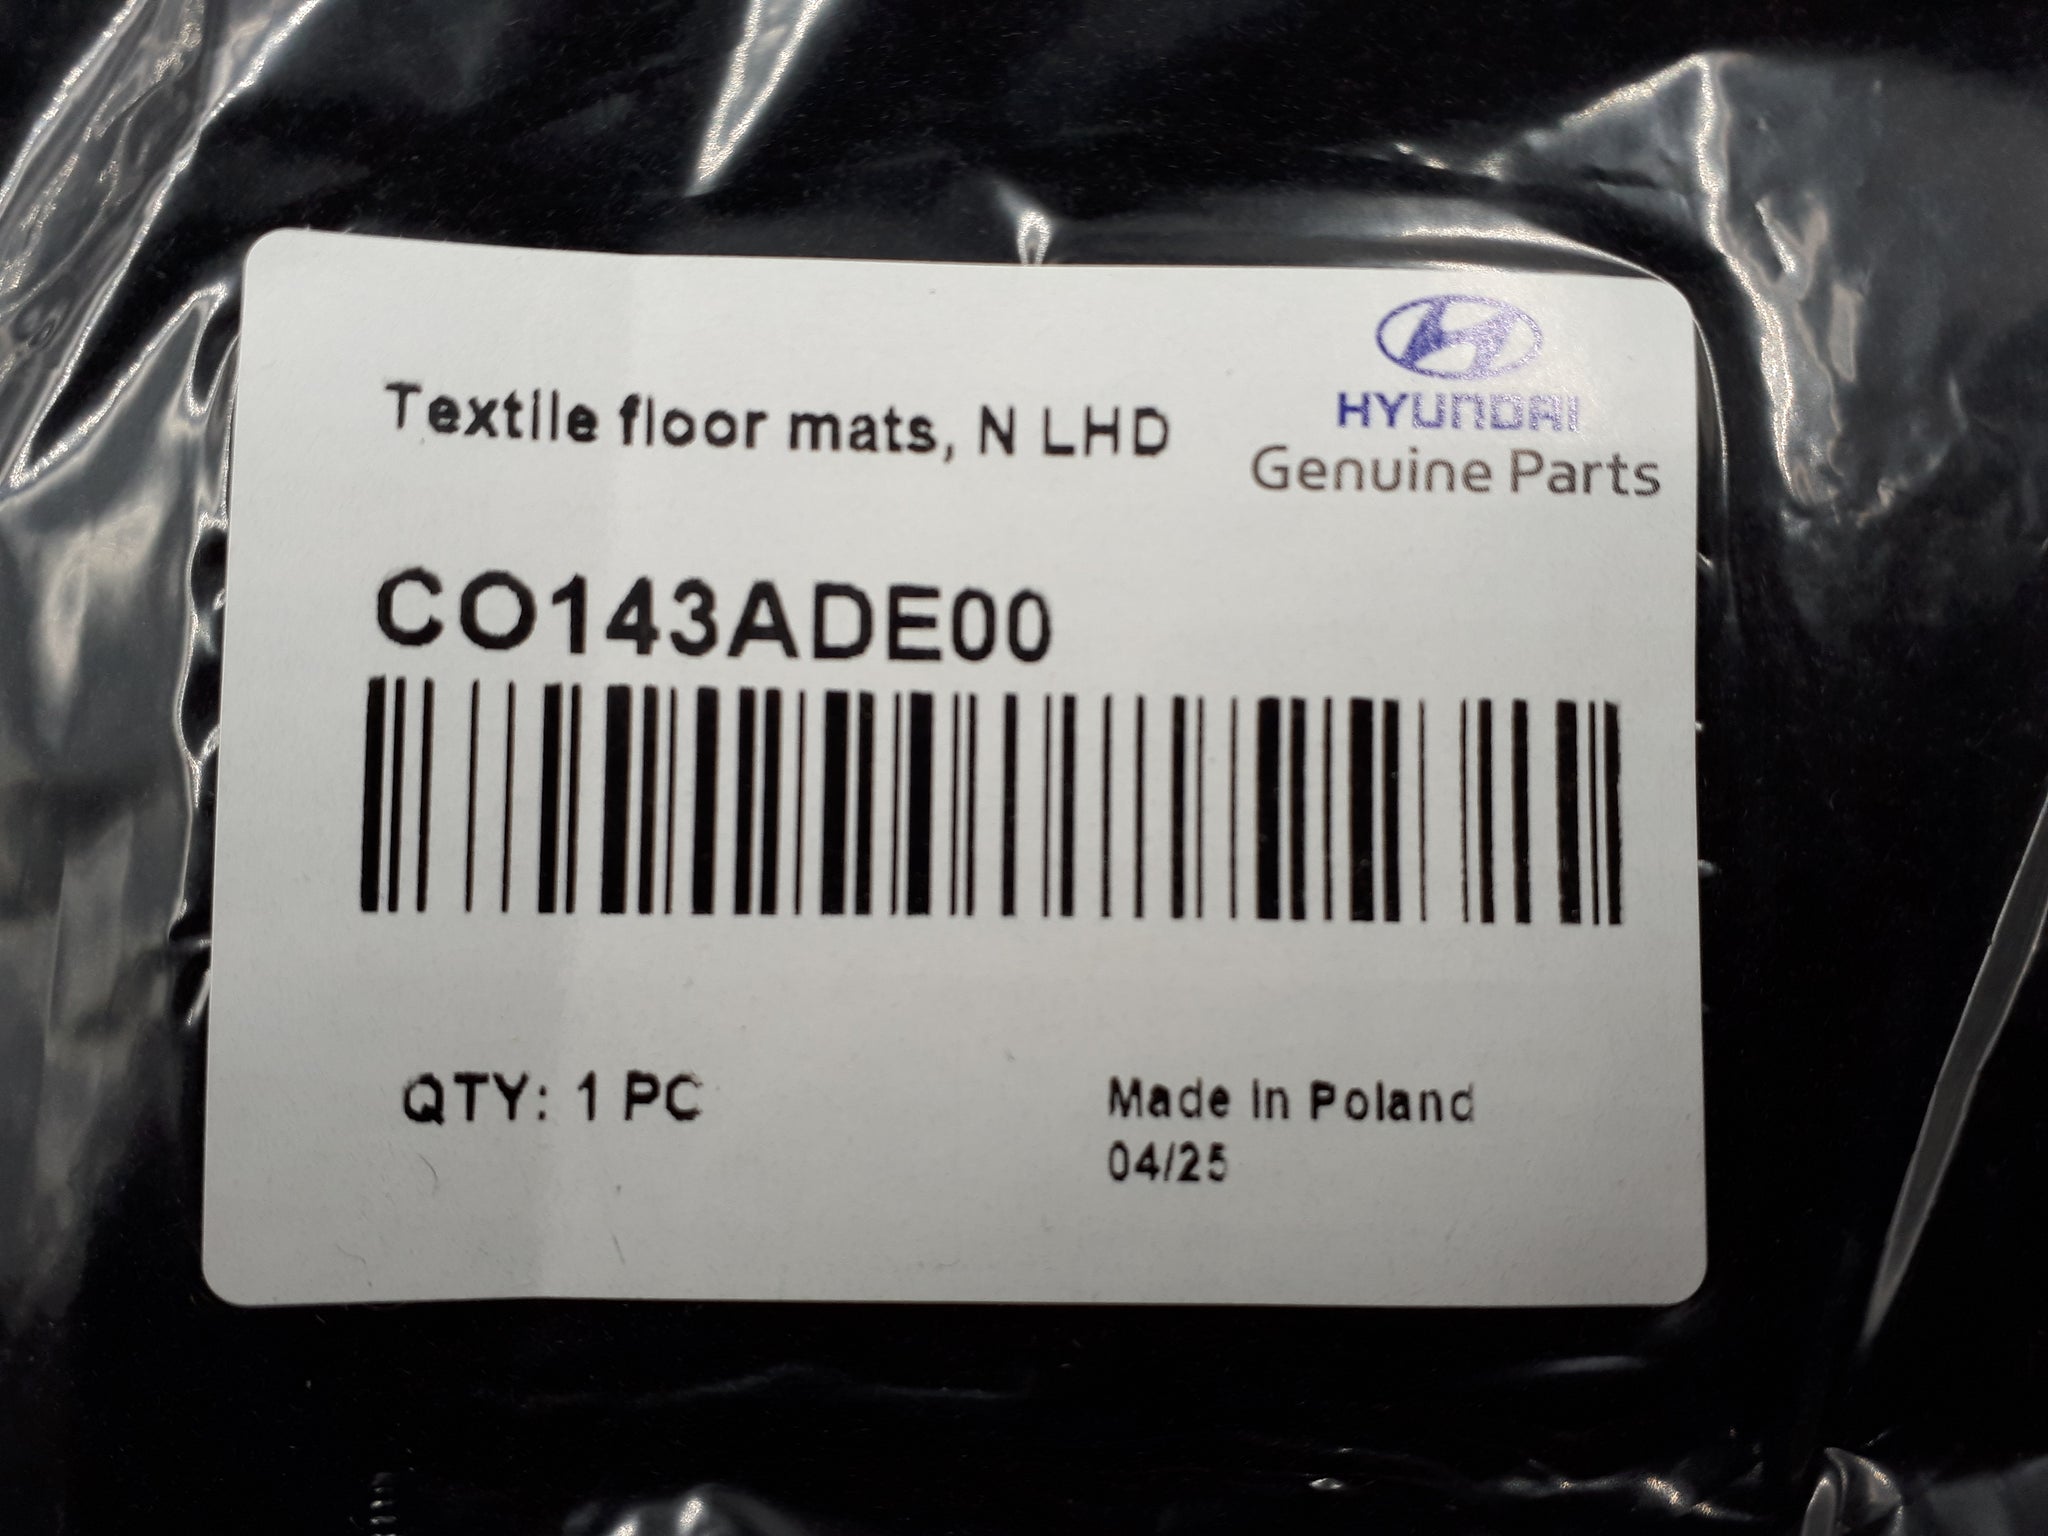 HYUNDAI
Textile floor mats, N LHD
Genuine Parts
CO143ADE00
QTY: 1 PC
Made in Poland
04/25